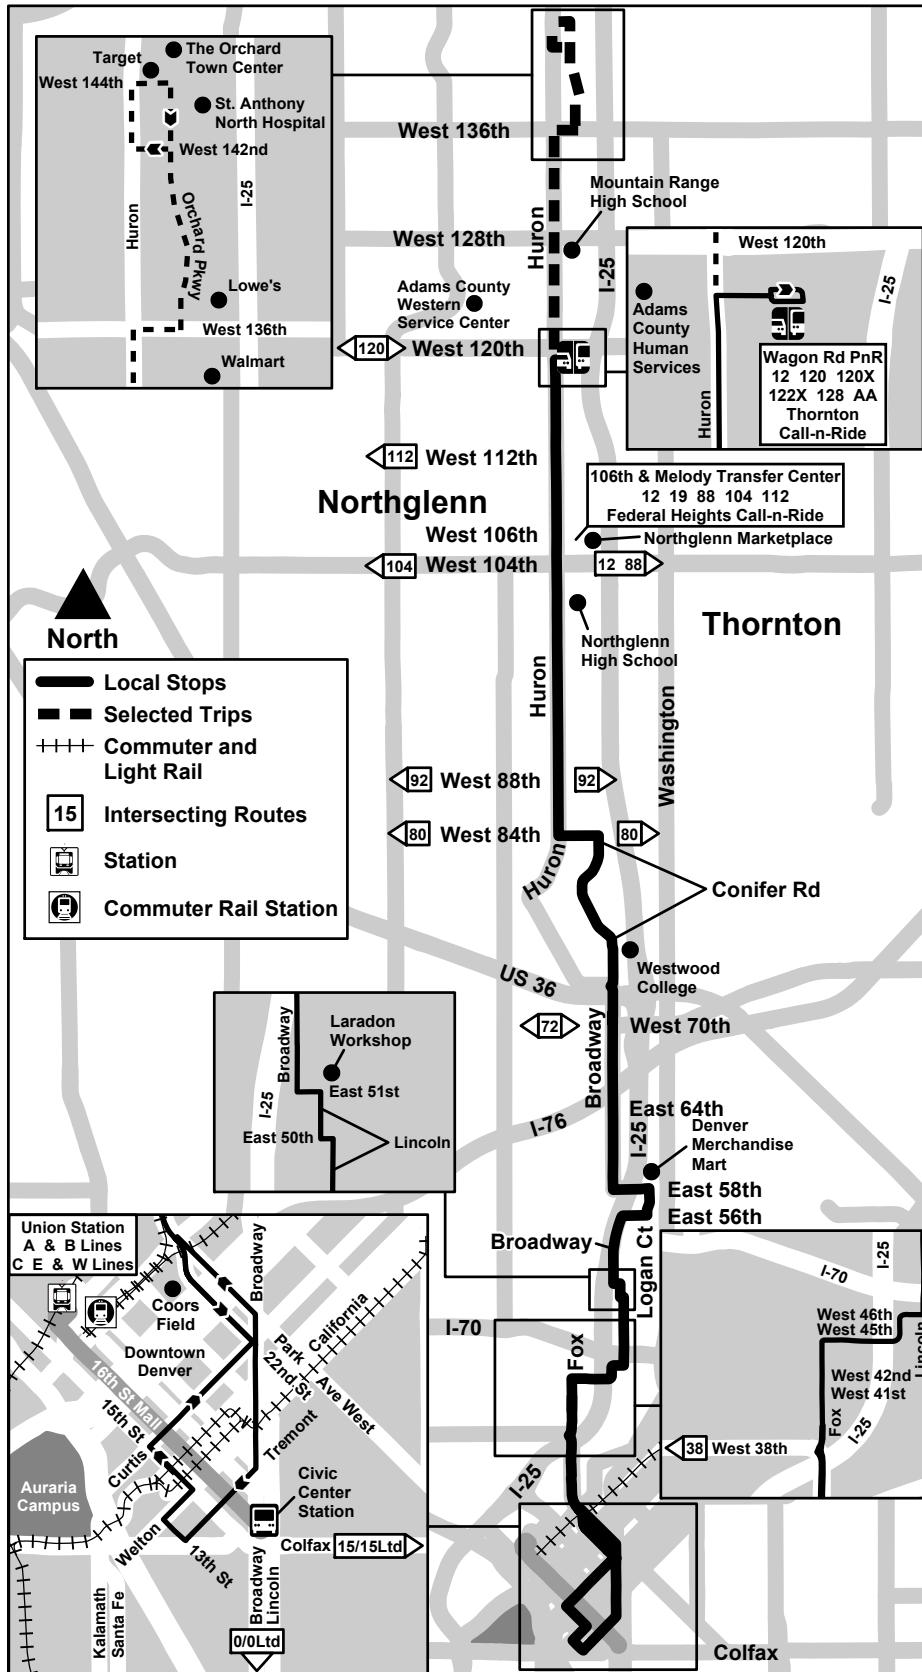 The Orchard
Town Center
Target
West 144th
St. Anthony
North Hospital
West 142nd
I-25
Huron
Orchard Pkwy
Lowe's
West 136th
Walmart
West 136th
Mountain Range
High School
Huron
West 128th
I-25
Adams County
Western
Service Center
120
West 120th
West 120th
I-25
Adams
County
Human
Services
Huron
Wagon Rd PnR
12 120 120X
122X 128 AA
Thornton
Call-n-Ride
112
West 112th
Northglenn
106th & Melody Transfer Center
12 19 88 104 112
Federal Heights Call-n-Ride
West 106th
Northglenn Marketplace
104
West 104th
12 88
North
Thornton
Northglenn
High School
Huron
Washington
Local Stops
Selected Trips
Commuter and
Light Rail
15
Intersecting Routes
Station
Commuter Rail Station
92
West 88th
92
80
West 84th
80
Huron
Conifer Rd
Westwood
College
US 36
72
West 70th
Broadway
Broadway
Laradon
Workshop
I-25
East 51st
East 50th
Lincoln
I-76
East 64th
I-25
Denver
Merchandise
Mart
East 58th
East 56th
Broadway
Logan Ct
I-70
Fox
I-25
I-25
I-70
West 46th
West 45th
Lincoln
West 42nd
West 41st
Fox
I-25
38
West 38th
Union Station
A & B Lines
C E & W Lines
Broadway
Coors
Field
California
Downtown
Denver
Park Ave West
22nd St
16th St Mall
15th St
Curtis
Tremont
Auraria
Campus
Civic
Center
Station
Welton
13th St
Colfax
15/15Ltd
Kalamath
Santa Fe
Broadway
Lincoln
0/0Ltd
Colfax